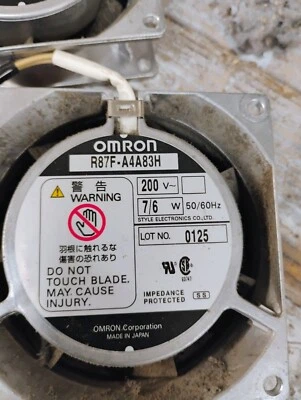 OMRON
R87F-A4A83H
警告
WARNING
羽根に触れるな
傷害の恐れあり
DO NOT
TOUCH BLADE.
MAY CAUSE
INJURY.
200 V~
7/6 W 50/60Hz
STYLE ELECTRONICS CO.,LTD.
LOT NO. 0125
IMPEDANCE
PROTECTED SS
OMRON Corporation
MADE IN JAPAN